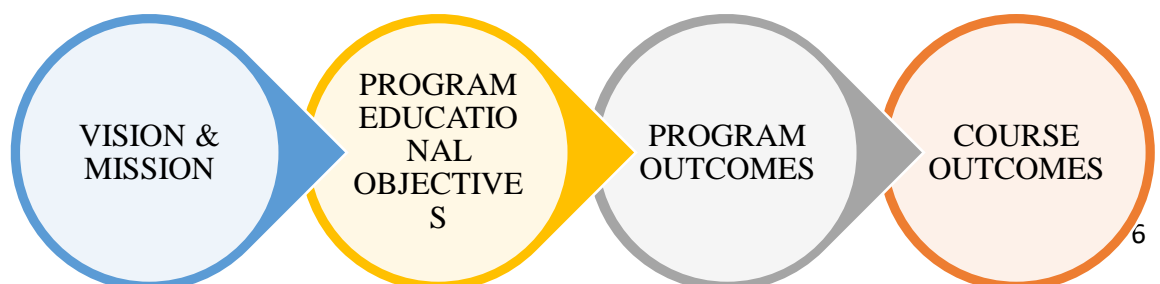 VISION &
MISSION
PROGRAM
EDUCATIO
NAL
OBJECTIVE
S
PROGRAM
OUTCOMES
COURSE
OUTCOMES
6